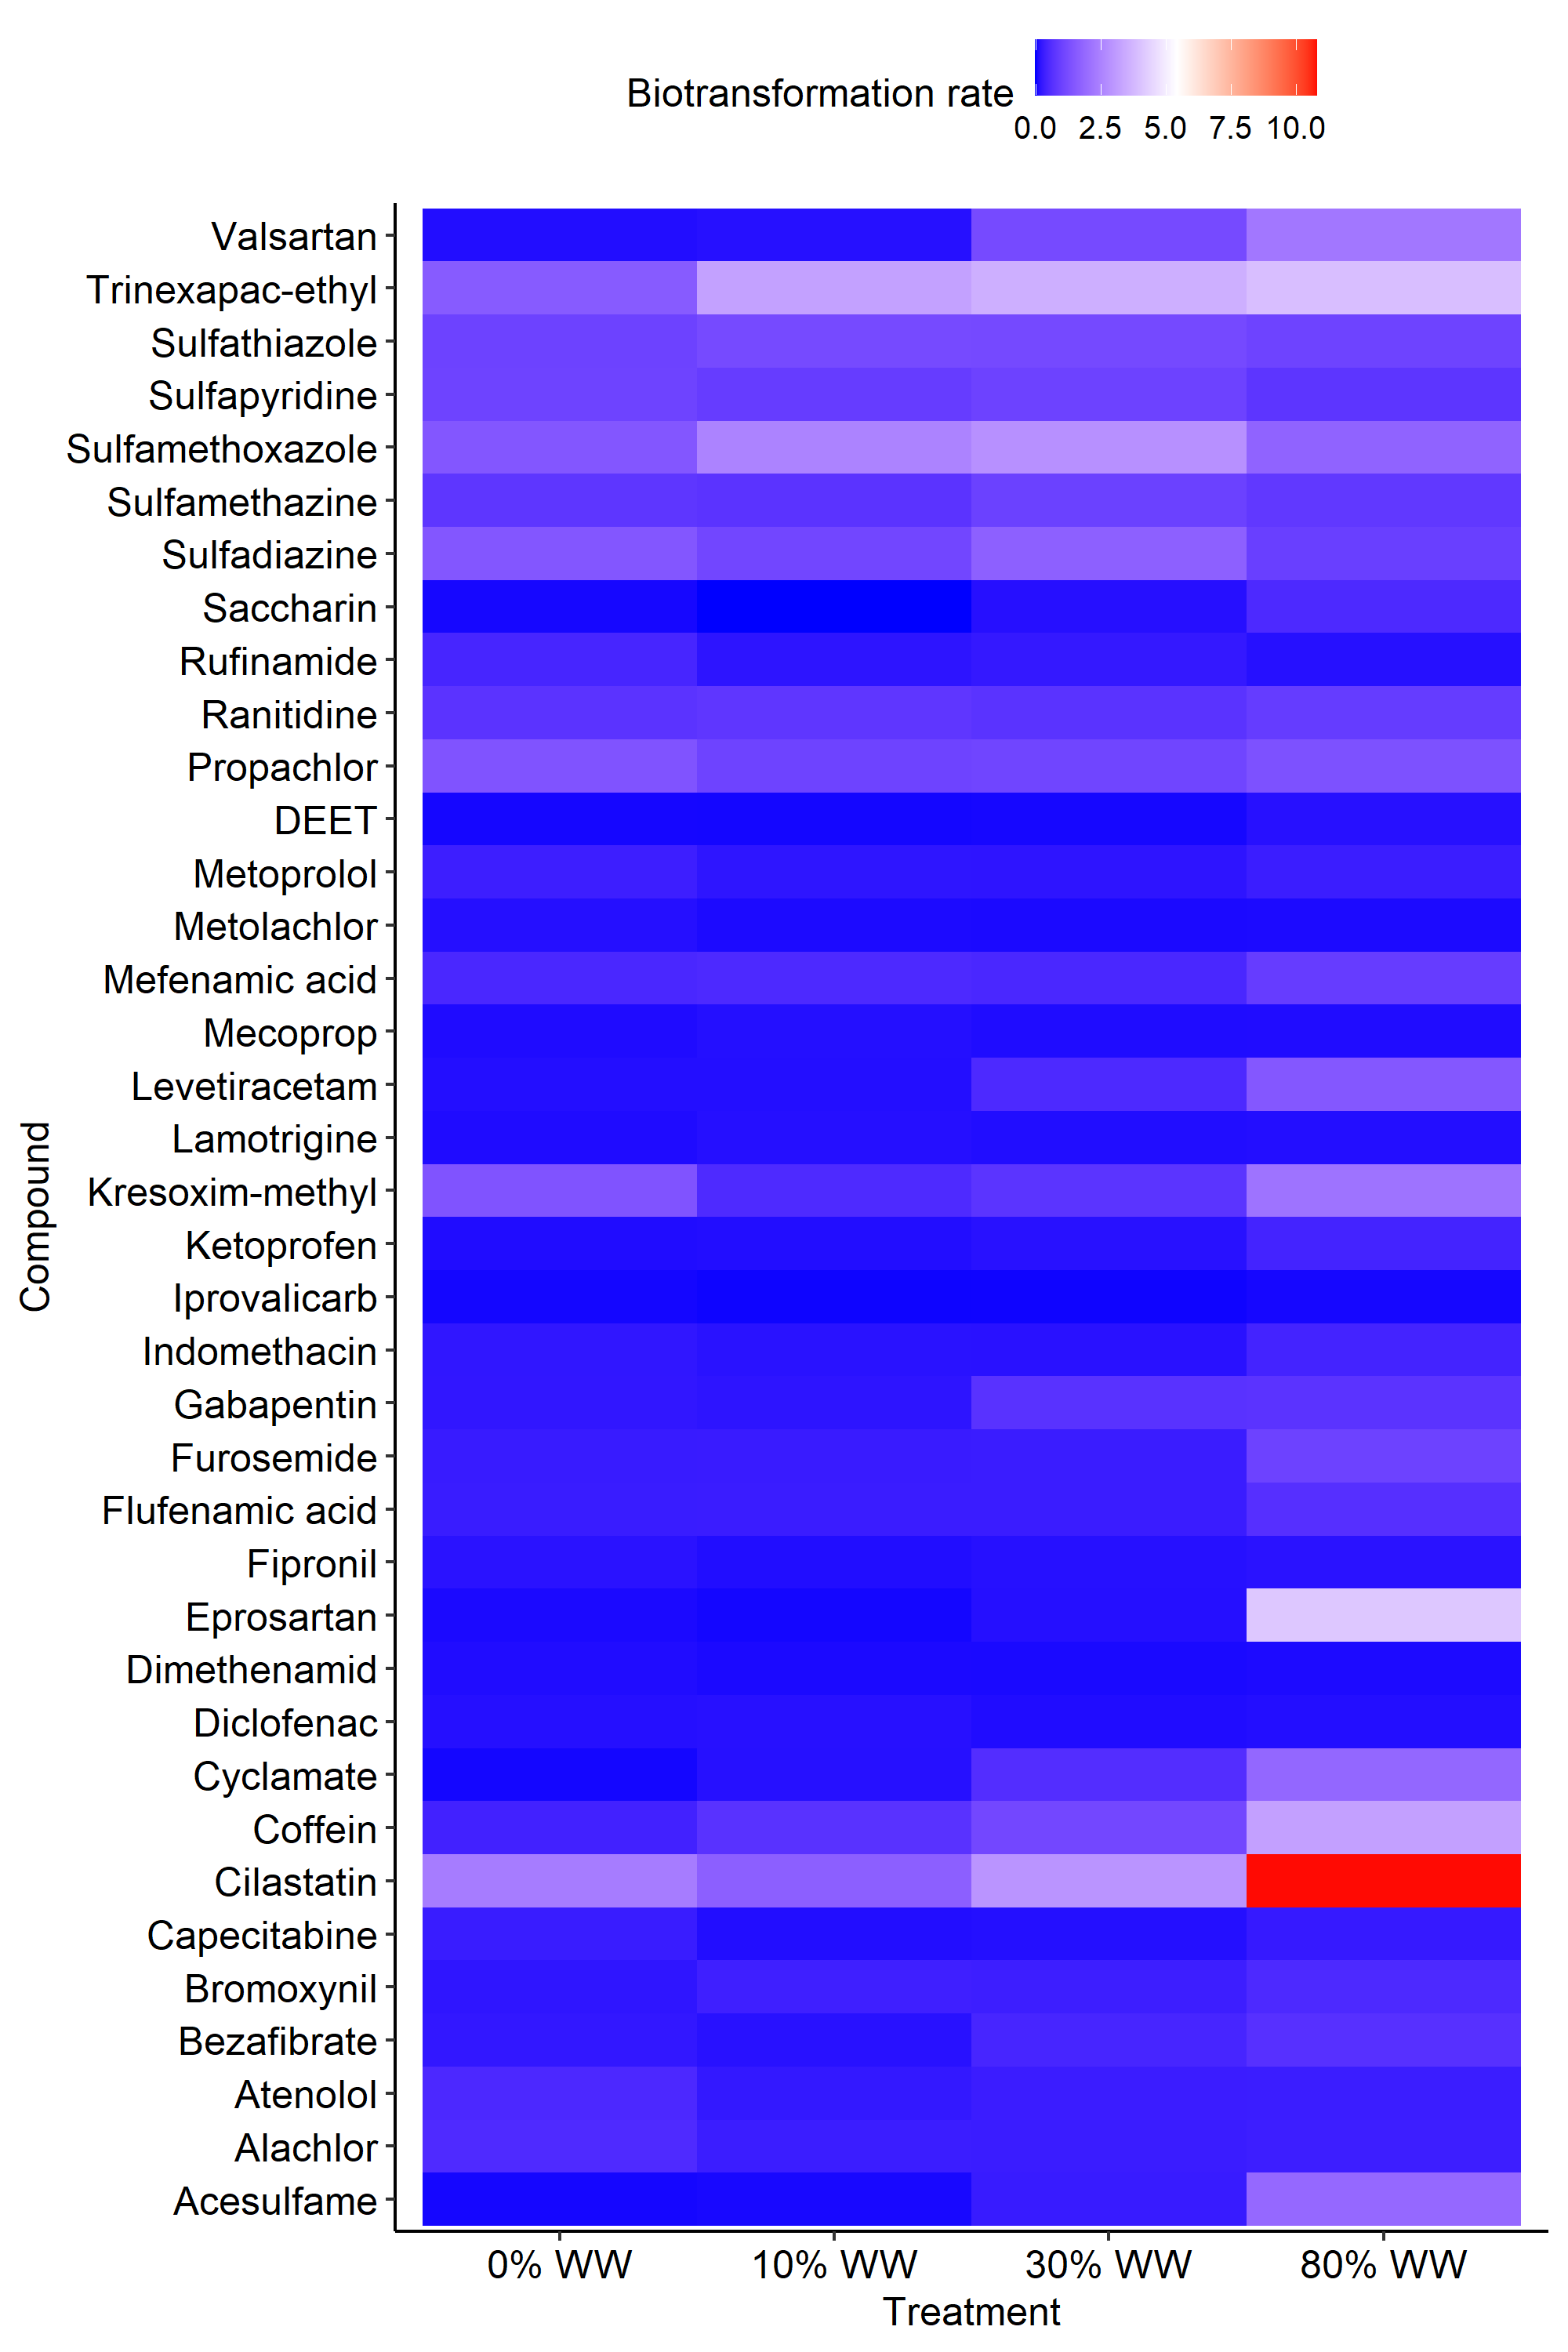 Biotransformation rate
0.0 2.5 5.0 7.5 10.0
Valsartan
Trinexapac-ethyl
Sulfathiazole
Sulfapyridine
Sulfamethoxazole
Sulfamethazine
Sulfadiazine
Saccharin
Rufinamide
Ranitidine
Propachlor
DEET
Metoprolol
Metolachlor
Mefenamic acid
Mecoprop
Levetiracetam
Lamotrigine
Kresoxim-methyl
Ketoprofen
Iprovalicarb
Indomethacin
Gabapentin
Furosemide
Flufenamic acid
Fipronil
Eprosartan
Dimethenamid
Diclofenac
Cyclamate
Coffein
Cilastatin
Capecitabine
Bromoxynil
Bezafibrate
Atenolol
Alachlor
Acesulfame
Compound
0% WW 10% WW 30% WW 80% WW
Treatment